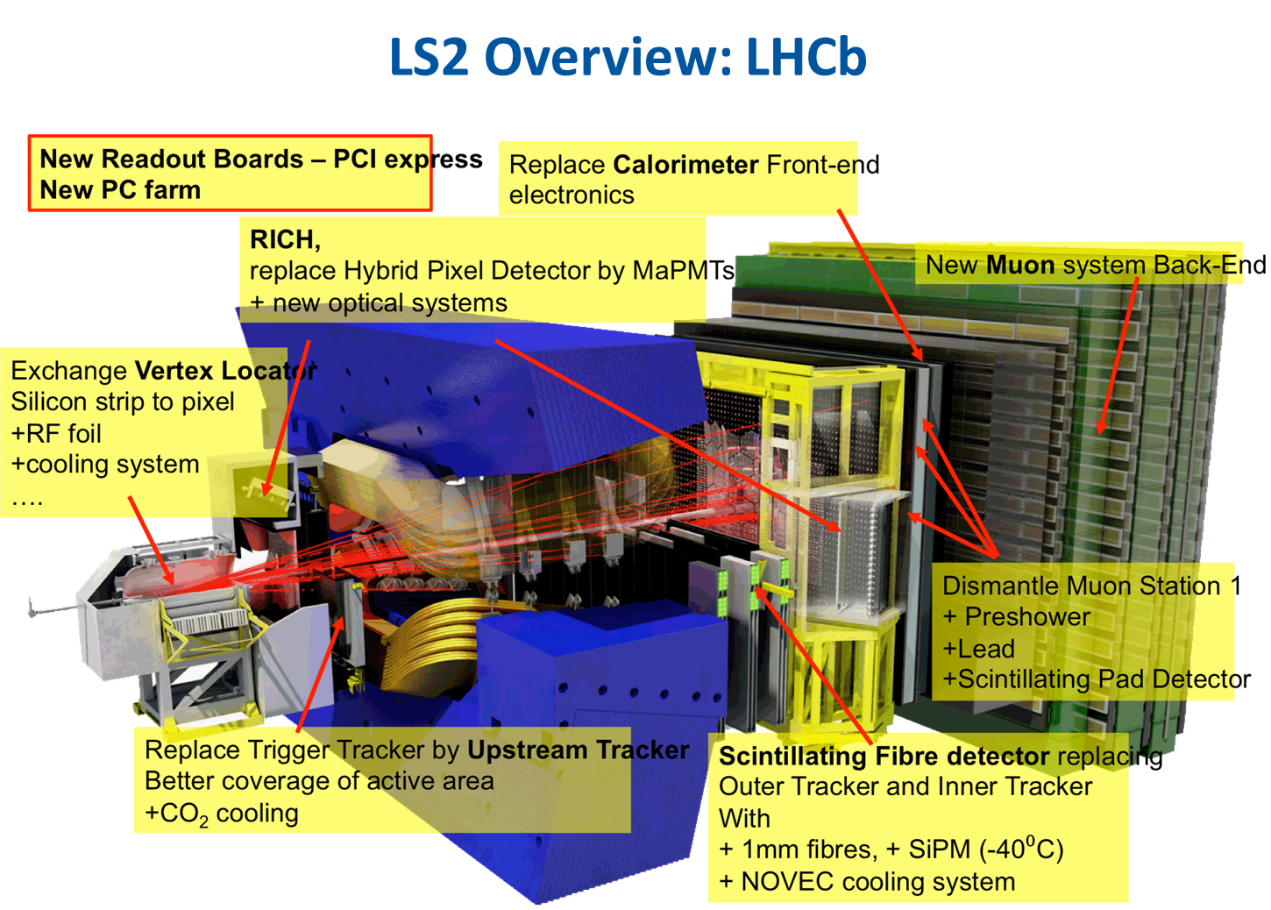 LS2 Overview: LHCb
New Readout Boards – PCI express
New PC farm
Replace Calorimeter Front-end
electronics
RICH,
replace Hybrid Pixel Detector by MaPMTs
+ new optical systems
New Muon system Back-End
Exchange Vertex Locator
Silicon strip to pixel
+RF foil
+cooling system
….
Dismantle Muon Station 1
+ Preshower
+Lead
+Scintillating Pad Detector
Replace Trigger Tracker by Upstream Tracker
Better coverage of active area
+CO₂ cooling
Scintillating Fibre detector replacing
Outer Tracker and Inner Tracker
With
+ 1mm fibres, + SiPM (-40⁰C)
+ NOVEC cooling system